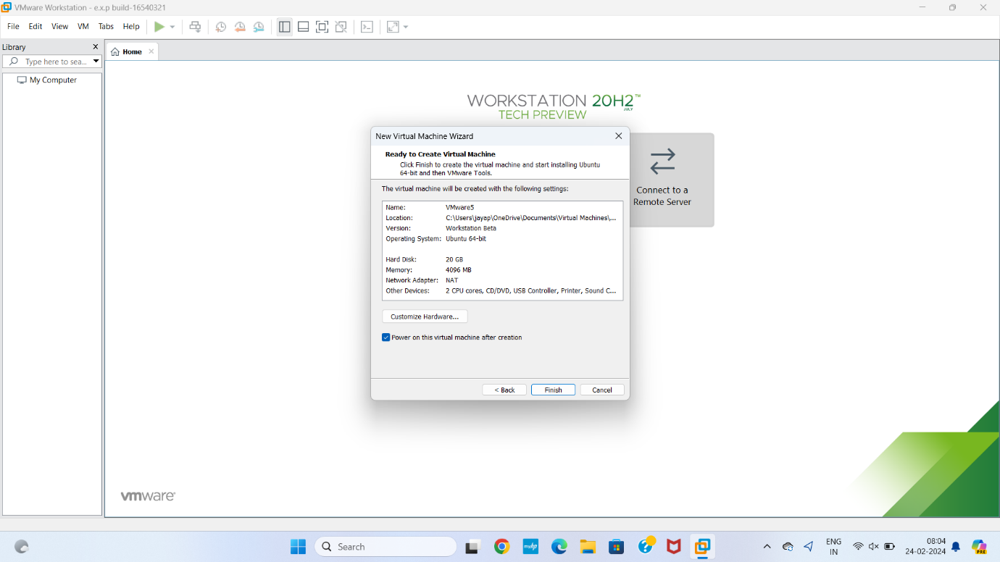 VMware Workstation - e.x.p build-16540321
File Edit View VM Tabs Help
Library
Type here to sea...
My Computer
Home
WORKSTATION 20H2™
JULY
TECH PREVIEW
Connect to a
Remote Server
New Virtual Machine Wizard
Ready to Create Virtual Machine
Click Finish to create the virtual machine and start installing Ubuntu
64-bit and then VMware Tools.
The virtual machine will be created with the following settings:
Name: VMware5
Location: C:\Users\jayap\OneDrive\Documents\Virtual Machines\...
Version: Workstation Beta
Operating System: Ubuntu 64-bit
Hard Disk: 20 GB
Memory: 4096 MB
Network Adapter: NAT
Other Devices: 2 CPU cores, CD/DVD, USB Controller, Printer, Sound C...
Customize Hardware...
Power on this virtual machine after creation
< Back Finish Cancel
vmware
Search
myhp
ENG
IN
08:04
24-02-2024
PRE